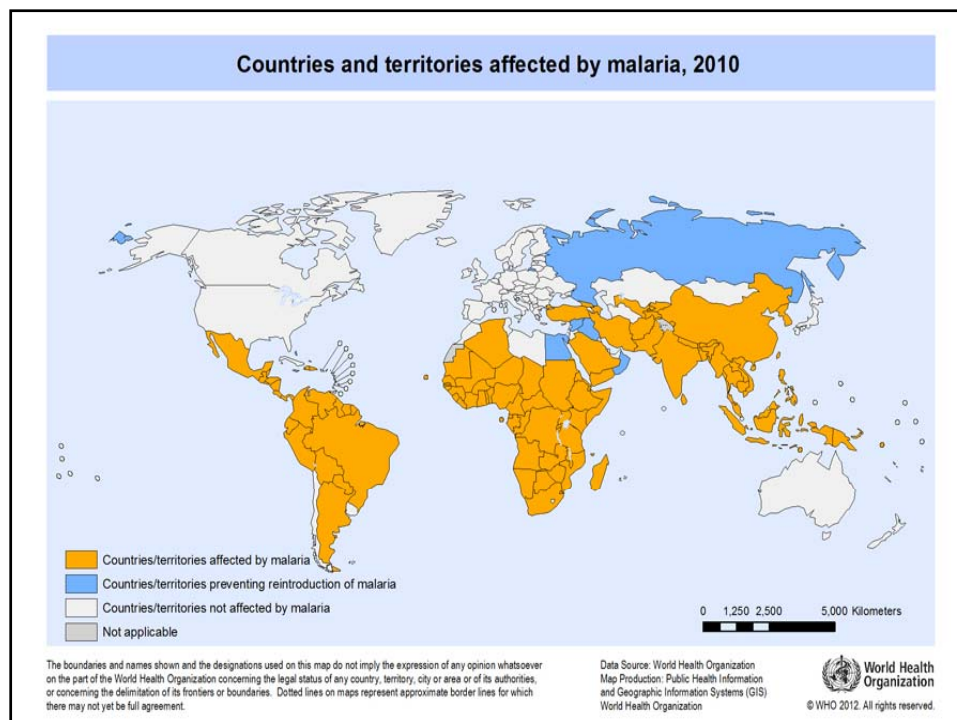 Countries and territories affected by malaria, 2010
Countries/territories affected by malaria
Countries/territories preventing reintroduction of malaria
Countries/territories not affected by malaria
Not applicable
0 1,250 2,500 5,000 Kilometers
The boundaries and names shown and the designations used on this map do not imply the expression of any opinion whatsoever
on the part of the World Health Organization concerning the legal status of any country, territory, city or area or of its authorities,
or concerning the delimitation of its frontiers or boundaries. Dotted lines on maps represent approximate border lines for which
there may not yet be full agreement.
Data Source: World Health Organization
Map Production: Public Health Information
and Geographic Information Systems (GIS)
World Health Organization
World Health
Organization
© WHO 2012. All rights reserved.